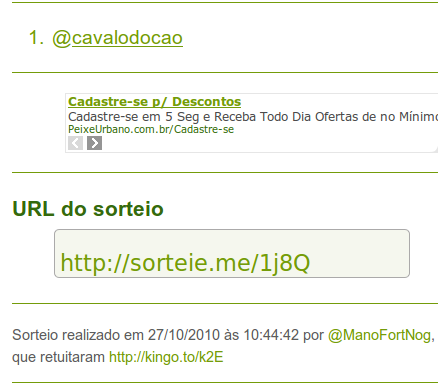 1. @cavalodocao
Cadastre-se p/ Descontos
Cadastre-se em 5 Seg e Receba Todo Dia Ofertas de no Mínimo
PeixeUrbano.com.br/Cadastre-se
URL do sorteio
http://sorteie.me/1j8Q
Sorteio realizado em 27/10/2010 às 10:44:42 por @ManoFortNog,
que retuitaram http://kingo.to/k2E